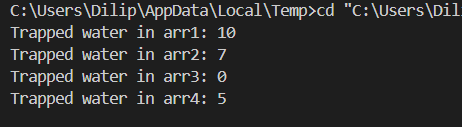 C:\Users\Dilip\AppData\Local\Temp>cd "C:\Users\Dil
Trapped water in arr1: 10
Trapped water in arr2: 7
Trapped water in arr3: 0
Trapped water in arr4: 5